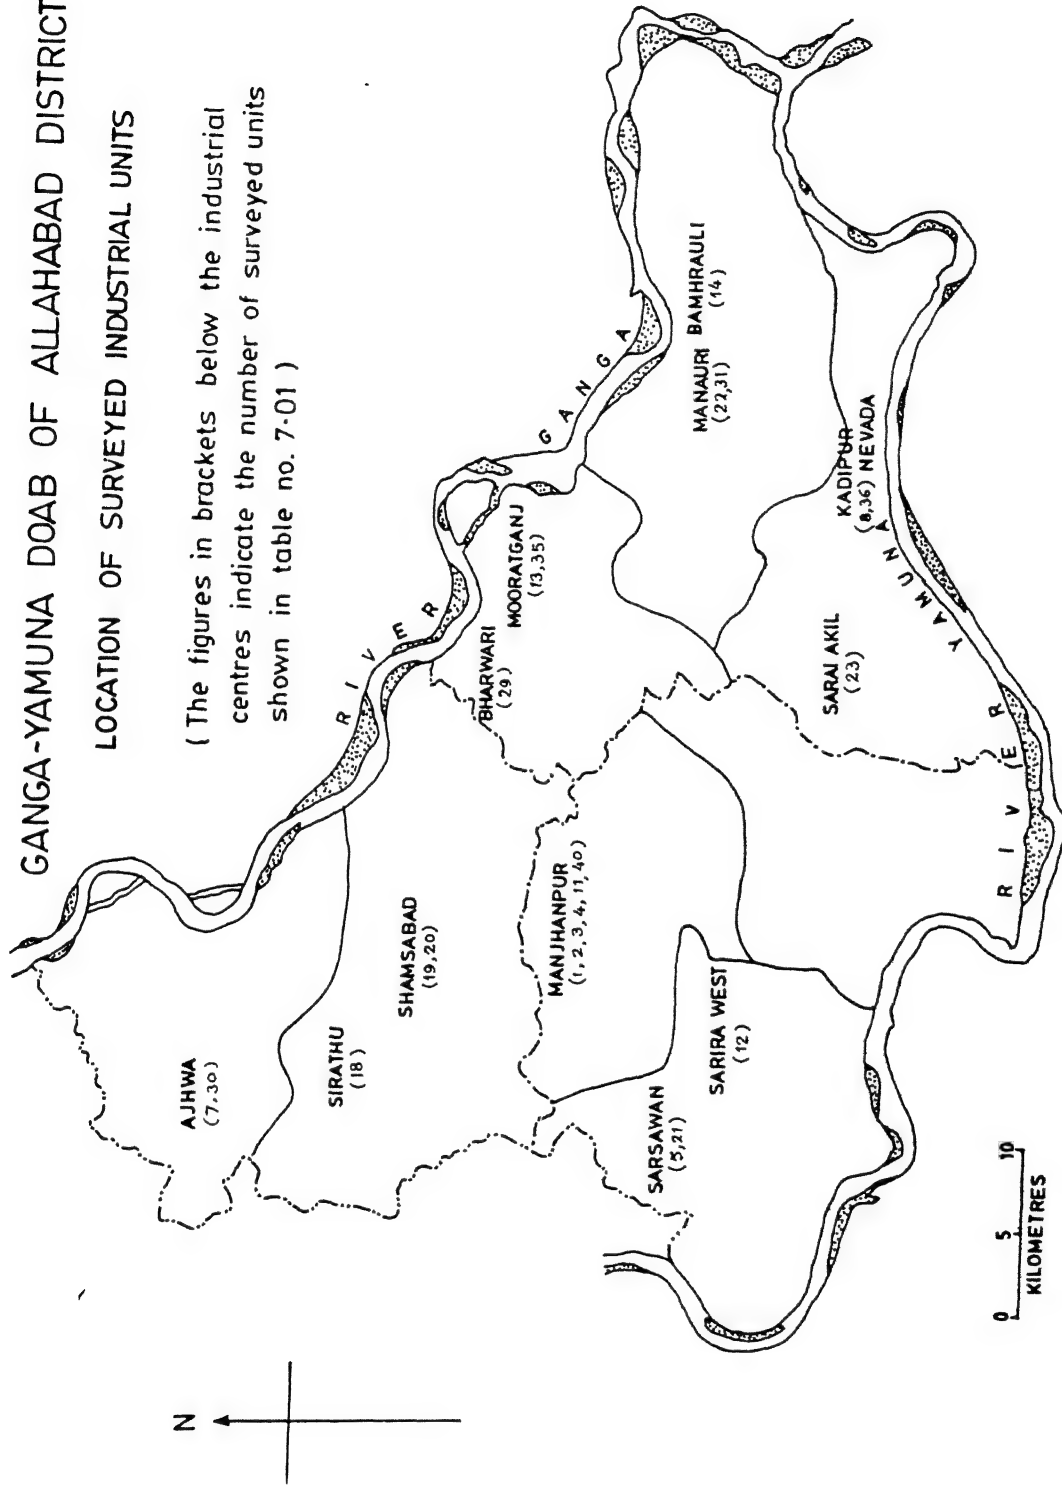 GANGA-YAMUNA DOAB OF ALLAHABAD DISTRICT
LOCATION OF SURVEYED INDUSTRIAL UNITS
(The figures in brackets below the industrial
centres indicate the number of surveyed units
shown in table no. 7-01)
N
AJHWA
(7,30)
SIRATHU
(18)
SHAMSABAD
(19,20)
RIVER GANGA
BHARWARI
(29)
MOORATGANJ
(13,35)
MANJHANPUR
(1, 2, 3, 4, 11, 40)
SARSAWAN
(5,21)
SARIRA WEST
(12)
MANAURI
(22,31)
BAMHRAULI
(14)
SARAI AKIL
(23)
KADIPUR
(8,36) NEVADA
RIVER YAMUNA
0 5 10
KILOMETRES